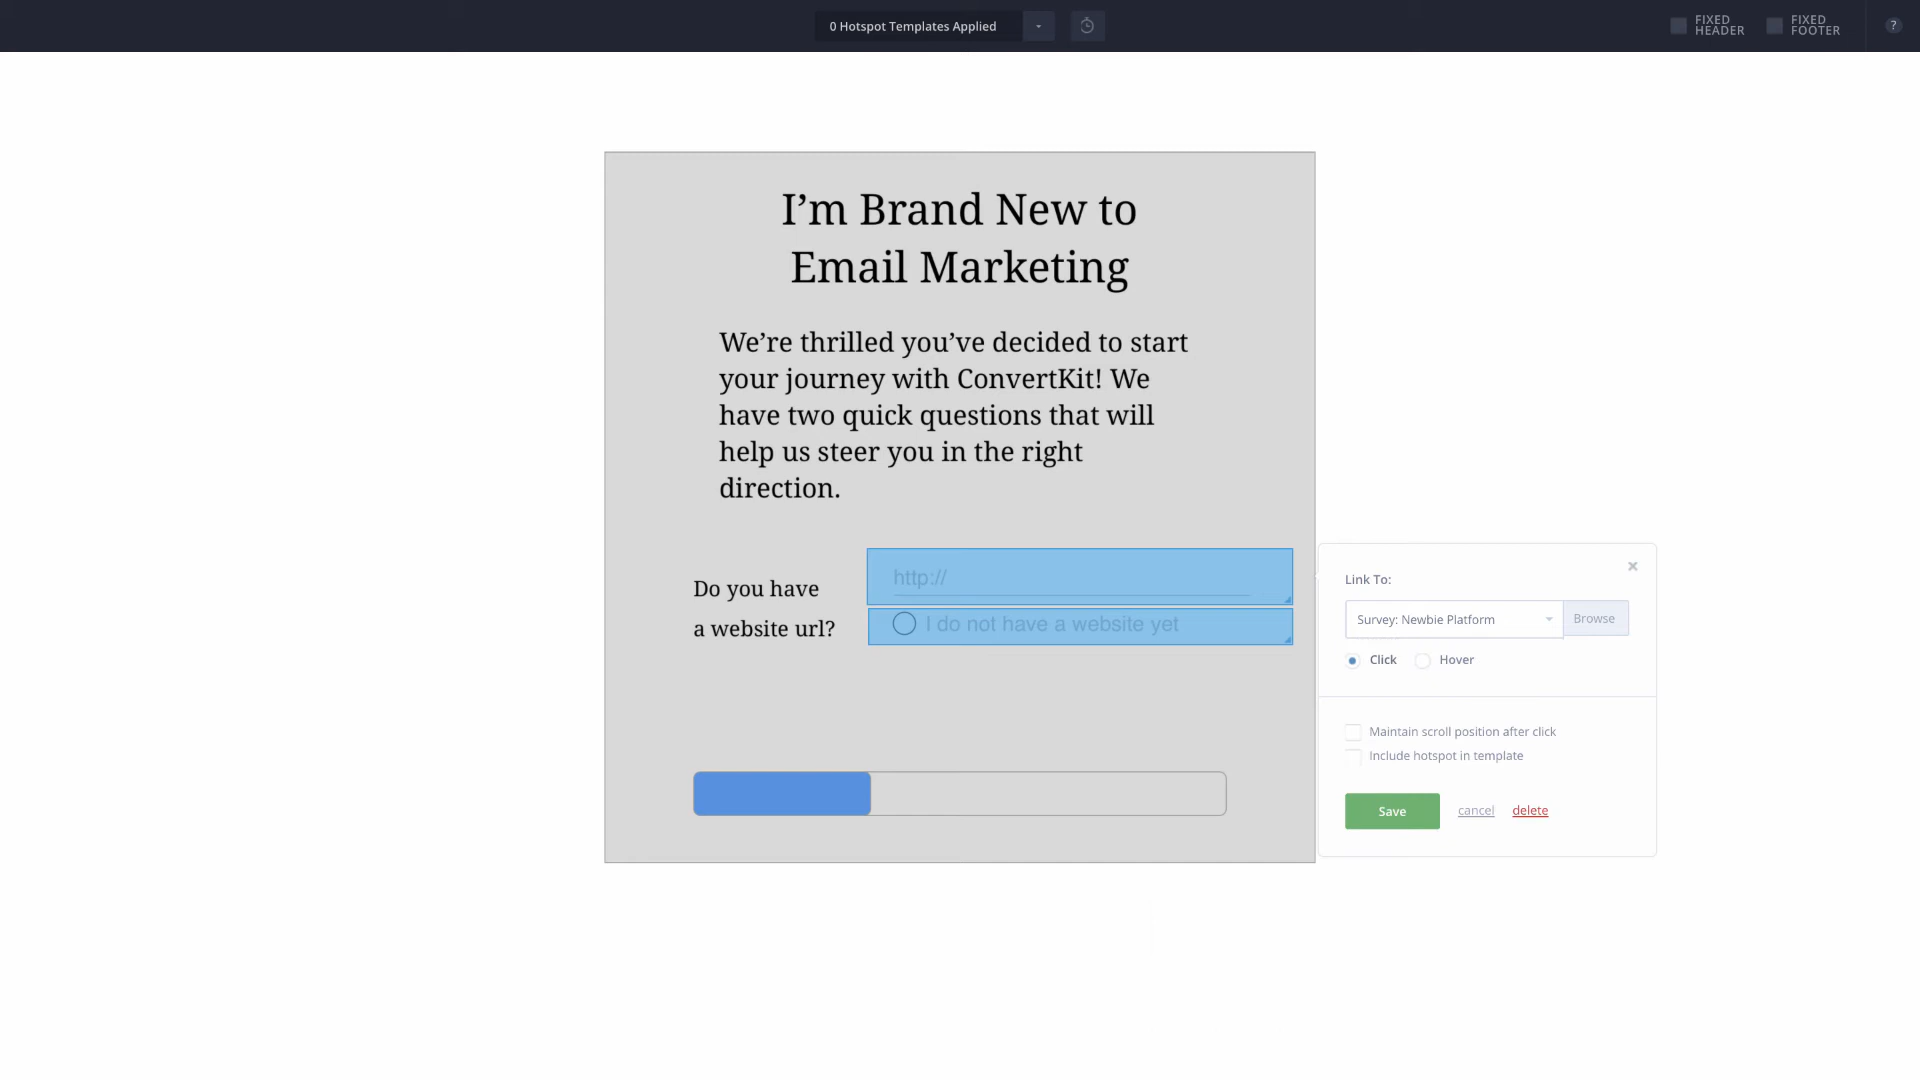 0 Hotspot Templates Applied
FIXED
HEADER
FIXED
FOOTER
?
I’m Brand New to
Email Marketing
We’re thrilled you’ve decided to start
your journey with ConvertKit! We
have two quick questions that will
help us steer you in the right
direction.
Do you have
a website url?
http://
I do not have a website yet
Link To:
Survey: Newbie Platform
Browse
Click
Hover
Maintain scroll position after click
Include hotspot in template
Save
cancel
delete